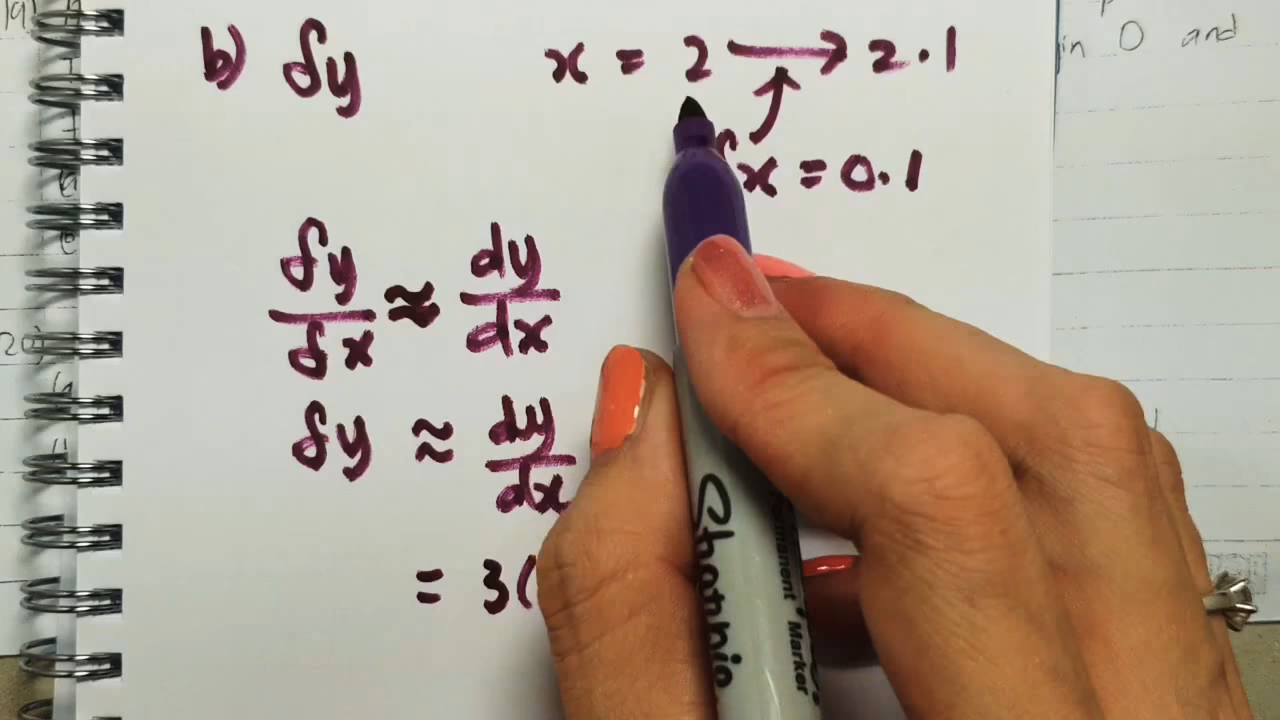 b) δy x = 2 → 2.1
δx = 0.1
δy/δx ≈ dy/dx
δy ≈ dy/dx
= 3(
in 0 and
Sharpie
Permanent Marker